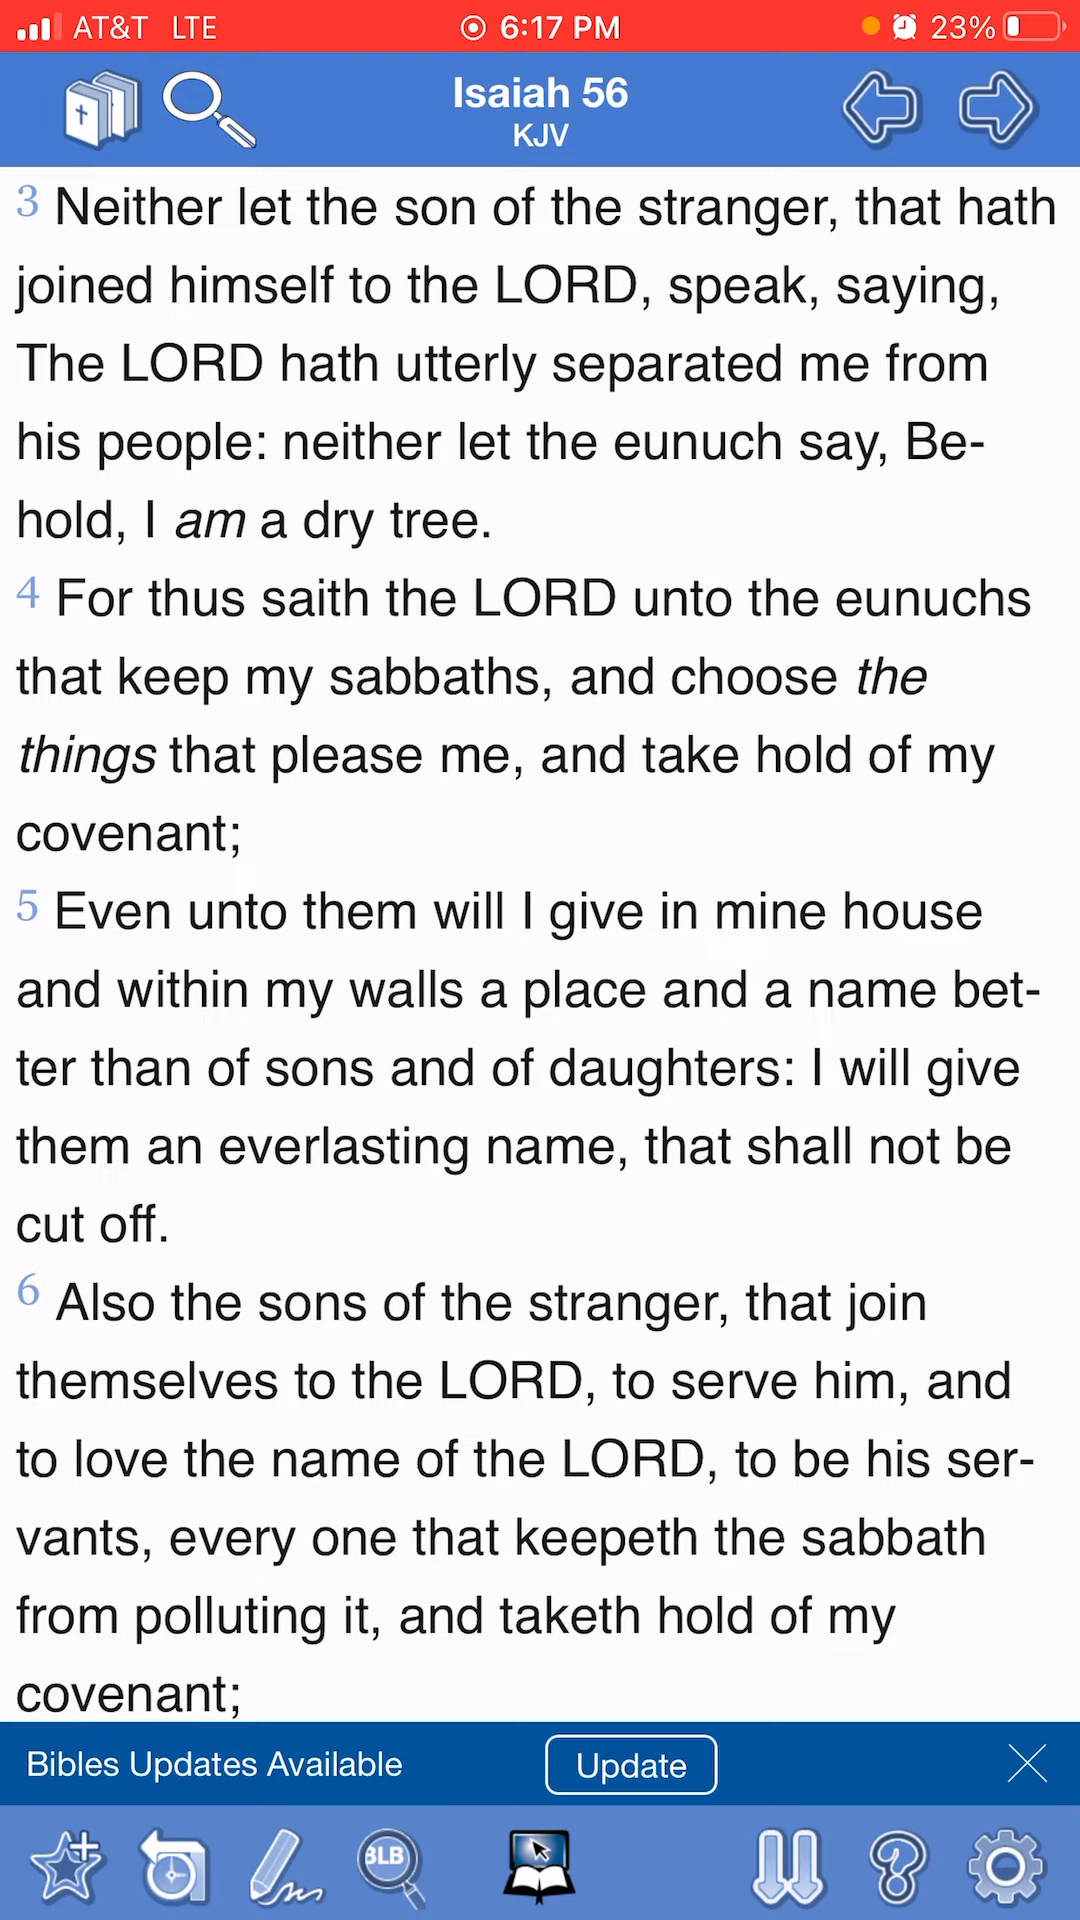 AT&T LTE 6:17 PM 23%
Isaiah 56
KJV
3 Neither let the son of the stranger, that hath
joined himself to the LORD, speak, saying,
The LORD hath utterly separated me from
his people: neither let the eunuch say, Be-
hold, I am a dry tree.
4 For thus saith the LORD unto the eunuchs
that keep my sabbaths, and choose the
things that please me, and take hold of my
covenant;
5 Even unto them will I give in mine house
and within my walls a place and a name bet-
ter than of sons and of daughters: I will give
them an everlasting name, that shall not be
cut off.
6 Also the sons of the stranger, that join
themselves to the LORD, to serve him, and
to love the name of the LORD, to be his ser-
vants, every one that keepeth the sabbath
from polluting it, and taketh hold of my
covenant;
Bibles Updates Available Update
BLB